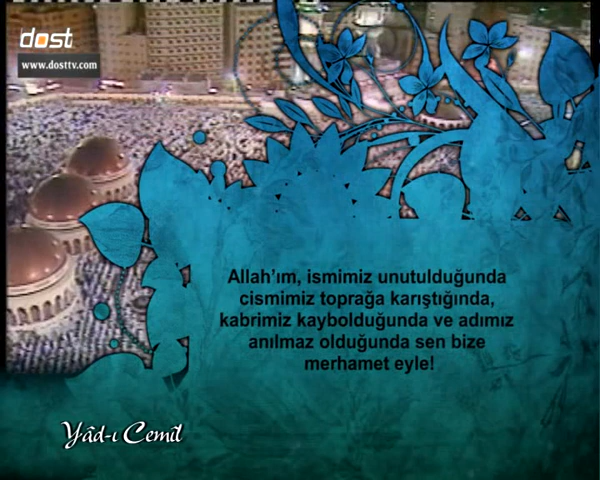 dost
www.dosttv.com
Allah'ım, ismimiz unutulduğunda
cismimiz toprağa karıştığında,
kabrimiz kaybolduğunda ve adımız
anılmaz olduğunda sen bize
merhamet eyle!
Yâd-ı Cemil